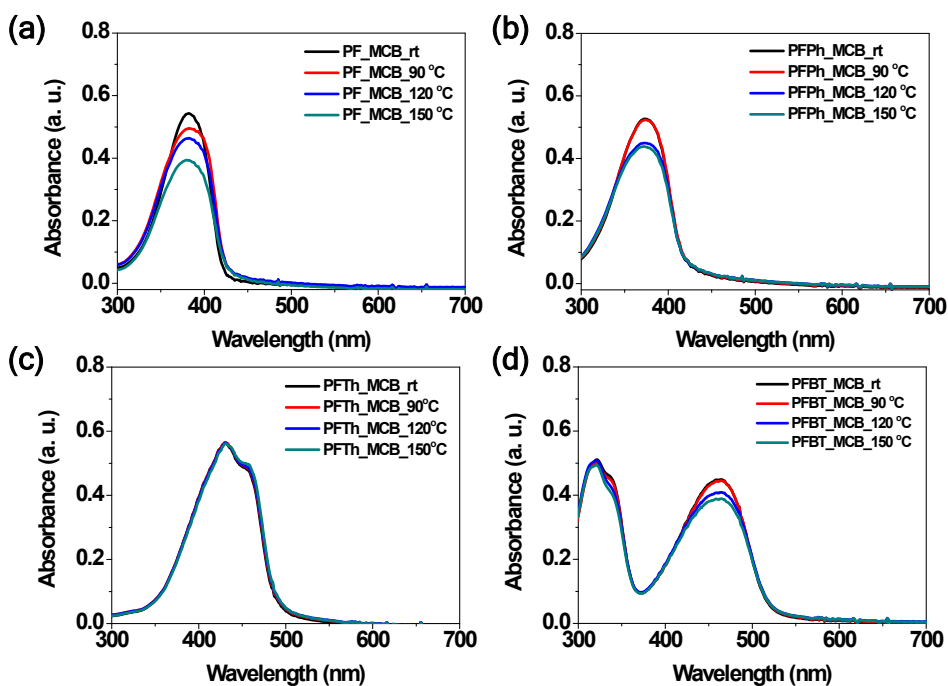 (a)
0.8
0.6
0.4
0.2
0.0
Absorbance (a. u.)
PF_MCB_rt
PF_MCB_90 °C
PF_MCB_120 °C
PF_MCB_150 °C
300 400 500 600 700
Wavelength (nm)
(b)
0.8
0.6
0.4
0.2
0.0
Absorbance (a. u.)
PFPh_MCB_rt
PFPh_MCB_90 °C
PFPh_MCB_120 °C
PFPh_MCB_150 °C
300 400 500 600 700
Wavelength (nm)
(c)
0.8
0.6
0.4
0.2
0.0
Absorbance (a. u.)
PFTh_MCB_rt
PFTh_MCB_90°C
PFTh_MCB_120°C
PFTh_MCB_150°C
300 400 500 600 700
Wavelength (nm)
(d)
0.8
0.6
0.4
0.2
0.0
Absorbance (a. u.)
PFBT_MCB_rt
PFBT_MCB_90 °C
PFBT_MCB_120 °C
PFBT_MCB_150 °C
300 400 500 600 700
Wavelength (nm)